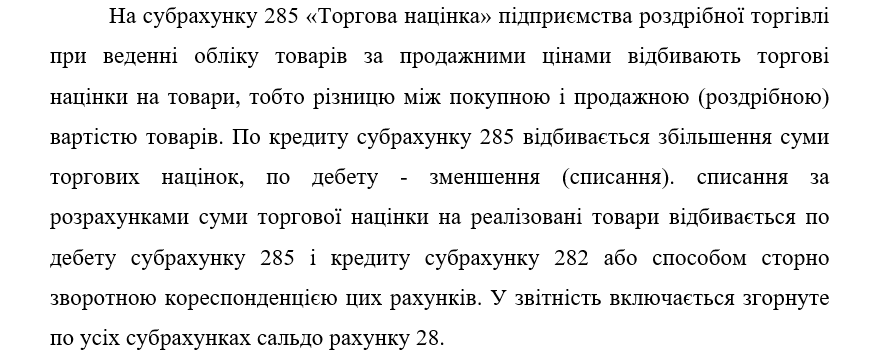 На субрахунку 285 «Торгова націнка» підприємства роздрібної торгівлі
при веденні обліку товарів за продажними цінами відбивають торгові
націнки на товари, тобто різницю між покупною і продажною (роздрібною)
вартістю товарів. По кредиту субрахунку 285 відбивається збільшення суми
торгових націнок, по дебету - зменшення (списання). списання за
розрахунками суми торгової націнки на реалізовані товари відбивається по
дебету субрахунку 285 і кредиту субрахунку 282 або способом сторно
зворотною кореспонденцією цих рахунків. У звітність включається згорнуте
по усіх субрахунках сальдо рахунку 28.